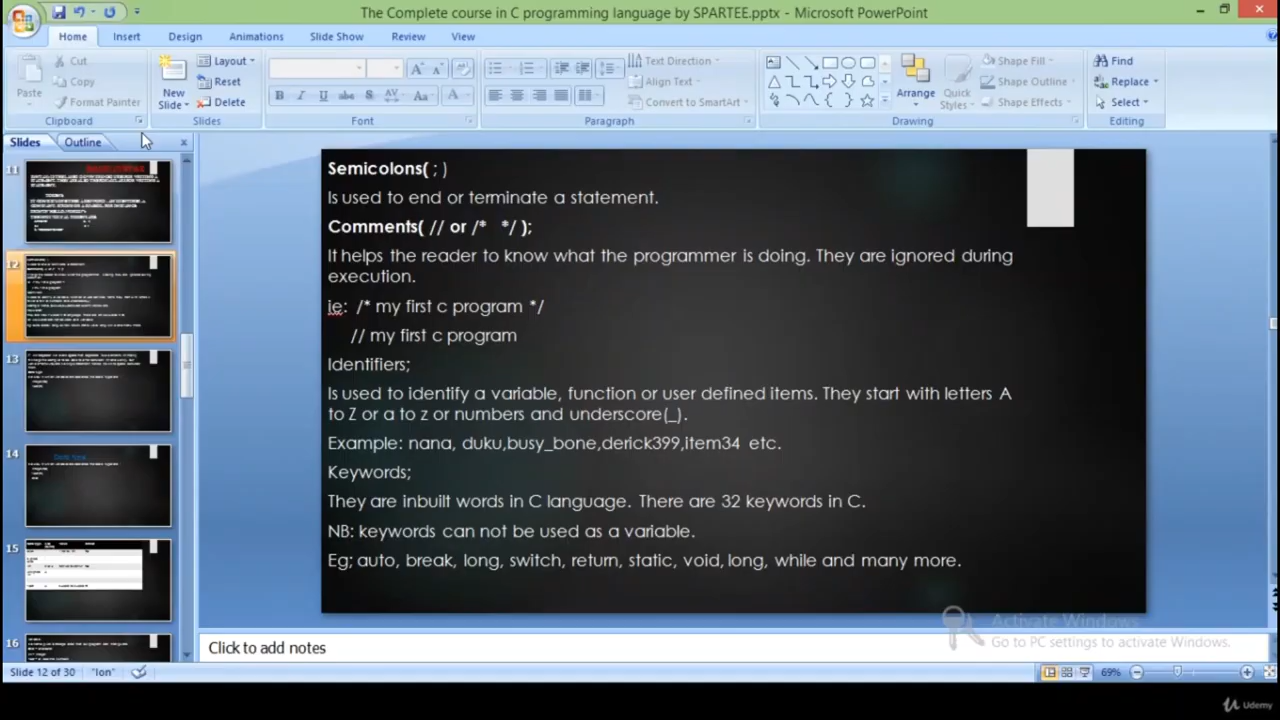 The Complete course in C programming language by SPARTEE.pptx - Microsoft PowerPoint
Home Insert Design Animations Slide Show Review View
Cut
Copy
Format Painter
Paste
Clipboard
New Slide
Layout
Reset
Delete
Slides
Font
Text Direction
Align Text
Convert to SmartArt
Paragraph
Arrange
Quick Styles
Shape Fill
Shape Outline
Shape Effects
Drawing
Find
Replace
Select
Editing
Slides Outline
11
12
13
14
15
16
Semicolons( ; )
Is used to end or terminate a statement.
Comments( // or /* */ );
It helps the reader to know what the programmer is doing. They are ignored during
execution.
ie: /* my first c program */
// my first c program
Identifiers;
Is used to identify a variable, function or user defined items. They start with letters A
to Z or a to z or numbers and underscore(_).
Example: nana, duku,busy_bone,derick399,item34 etc.
Keywords;
They are inbuilt words in C language. There are 32 keywords in C.
NB: keywords can not be used as a variable.
Eg; auto, break, long, switch, return, static, void, long, while and many more.
Activate Windows
Go to PC settings to activate Windows.
Click to add notes
Slide 12 of 30 "Ion" 69%
Udemy